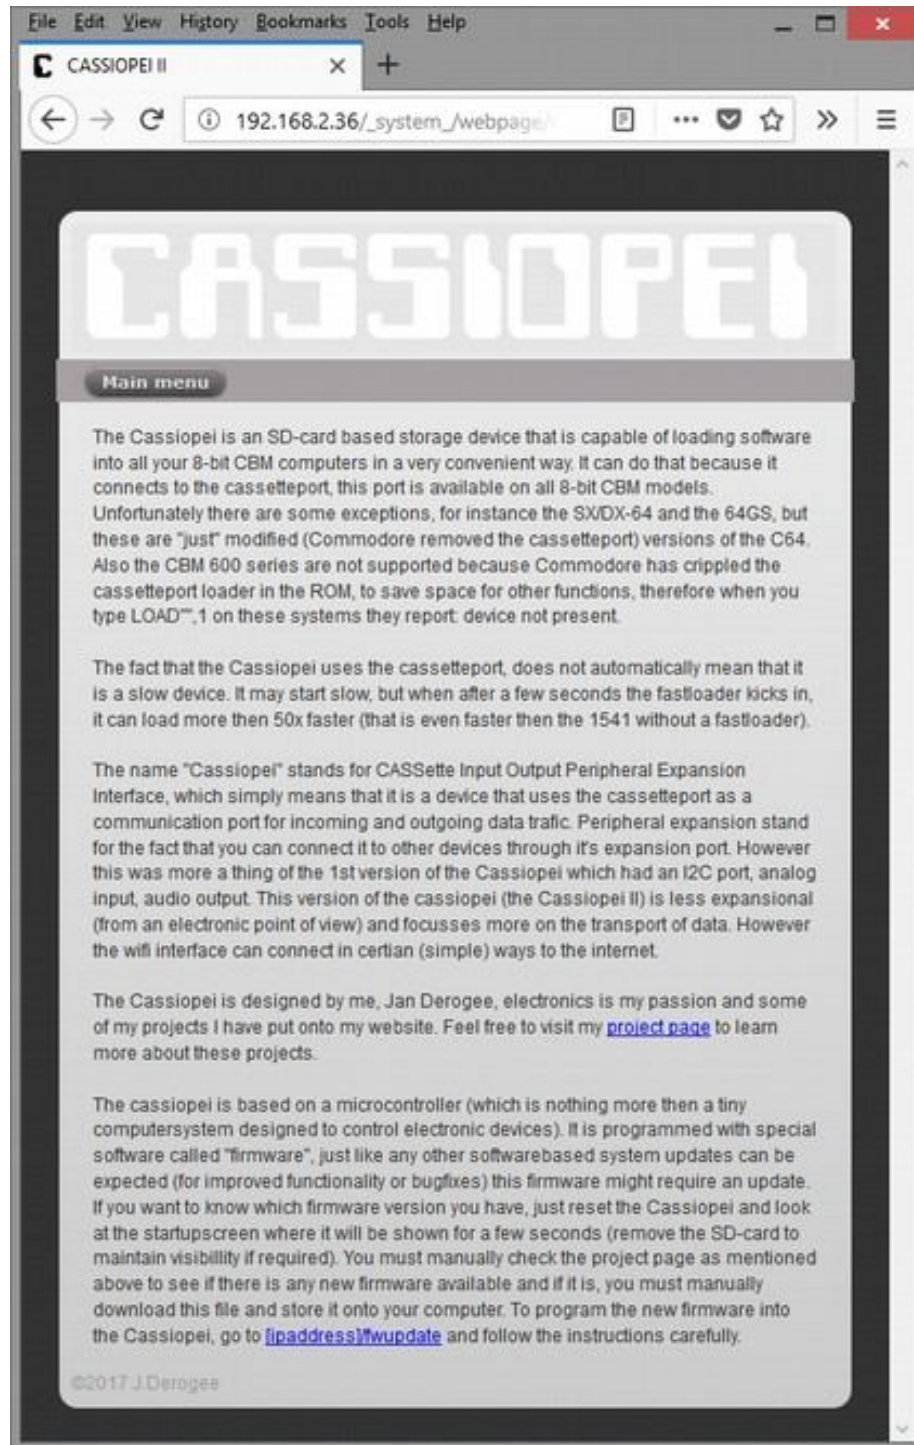 File Edit View History Bookmarks Tools Help
CASSIOPEI II
192.168.2.36/_system_/webpage/
CASSIOPEI
Main menu
The Cassiopei is an SD-card based storage device that is capable of loading software
into all your 8-bit CBM computers in a very convenient way. It can do that because it
connects to the cassetteport, this port is available on all 8-bit CBM models.
Unfortunately there are some exceptions, for instance the SX/DX-64 and the 64GS, but
these are "just" modified (Commodore removed the cassetteport) versions of the C64.
Also the CBM 600 series are not supported because Commodore has crippled the
cassetteport loader in the ROM, to save space for other functions, therefore when you
type LOAD"",1 on these systems they report: device not present.
The fact that the Cassiopei uses the cassetteport, does not automatically mean that it
is a slow device. It may start slow, but when after a few seconds the fastloader kicks in,
it can load more then 50x faster (that is even faster then the 1541 without a fastloader).
The name "Cassiopei" stands for CASSette Input Output Peripheral Expansion
Interface, which simply means that it is a device that uses the cassetteport as a
communication port for incoming and outgoing data trafic. Peripheral expansion stand
for the fact that you can connect it to other devices through it's expansion port. However
this was more a thing of the 1st version of the Cassiopei which had an I2C port, analog
input, audio output. This version of the cassiopei (the Cassiopei II) is less expansional
(from an electronic point of view) and focusses more on the transport of data. However
the wifi interface can connect in certian (simple) ways to the internet.
The Cassiopei is designed by me, Jan Derogee, electronics is my passion and some
of my projects I have put onto my website. Feel free to visit my project page to learn
more about these projects.
The cassiopei is based on a microcontroller (which is nothing more then a tiny
computersystem designed to control electronic devices). It is programmed with special
software called "firmware", just like any other softwarebased system updates can be
expected (for improved functionality or bugfixes) this firmware might require an update.
If you want to know which firmware version you have, just reset the Cassiopei and look
at the startupscreen where it will be shown for a few seconds (remove the SD-card to
maintain visibillity if required). You must manually check the project page as mentioned
above to see if there is any new firmware available and if it is, you must manually
download this file and store it onto your computer. To program the new firmware into
the Cassiopei, go to [ipaddress]/fwupdate and follow the instructions carefully.
©2017 J.Derogee